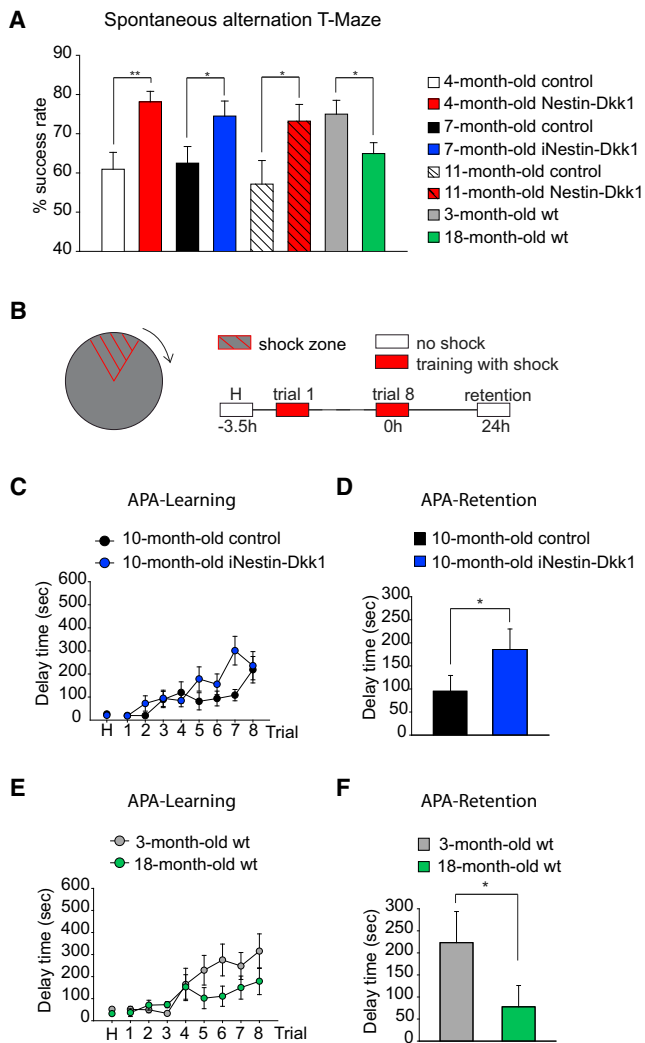 A
Spontaneous alternation T-Maze
% success rate
90
80
70
60
50
40
**
*
*
*
4-month-old control
4-month-old Nestin-Dkk1
7-month-old control
7-month-old iNestin-Dkk1
11-month-old control
11-month-old Nestin-Dkk1
3-month-old wt
18-month-old wt
B
shock zone
no shock
training with shock
H trial 1 trial 8 retention
-3.5h 0h 24h
C
APA-Learning
10-month-old control
10-month-old iNestin-Dkk1
Delay time (sec)
600
500
400
300
200
100
0
H 1 2 3 4 5 6 7 8 Trial
D
APA-Retention
10-month-old control
10-month-old iNestin-Dkk1
Delay time (sec)
300
250
200
150
100
50
0
*
E
APA-Learning
3-month-old wt
18-month-old wt
Delay time (sec)
600
500
400
300
200
100
0
H 1 2 3 4 5 6 7 8 Trial
F
APA-Retention
3-month-old wt
18-month-old wt
Delay time (sec)
300
250
200
150
100
50
0
*